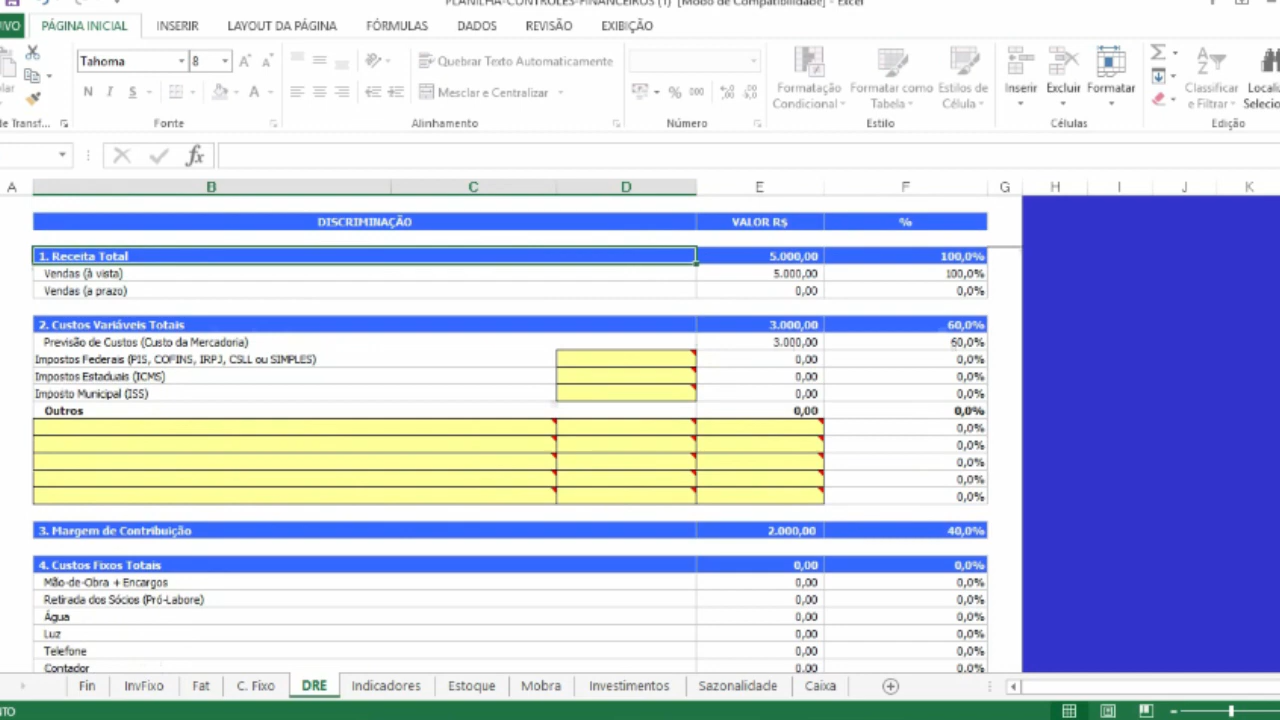 PLANILHA-CONTROLES-FINANCEIROS (1) [Modo de Compatibilidade] - Excel
PÁGINA INICIAL INSERIR LAYOUT DA PÁGINA FÓRMULAS DADOS REVISÃO EXIBIÇÃO
Tahoma 8 A A Quebrar Texto Automaticamente
N I S A Mesclar e Centralizar % 000
Formatação Condicional Formatar como Tabela Estilos de Célula Inserir Excluir Formatar Classificar e Filtrar
de Transf... Fonte Alinhamento Número Estilo Células Edição
fx
A B C D E F G H I J K
DISCRIMINAÇÃO VALOR R$ %
1. Receita Total 5.000,00 100,0%
Vendas (à vista) 5.000,00 100,0%
Vendas (a prazo) 0,00 0,0%
2. Custos Variáveis Totais 3.000,00 60,0%
Previsão de Custos (Custo da Mercadoria) 3.000,00 60,0%
Impostos Federais (PIS, COFINS, IRPJ, CSLL ou SIMPLES) 0,00 0,0%
Impostos Estaduais (ICMS) 0,00 0,0%
Imposto Municipal (ISS) 0,00 0,0%
Outros 0,00 0,0%
0,0%
0,0%
0,0%
0,0%
0,0%
3. Margem de Contribuição 2.000,00 40,0%
4. Custos Fixos Totais 0,00 0,0%
Mão-de-Obra + Encargos 0,00 0,0%
Retirada dos Sócios (Pró-Labore) 0,00 0,0%
Água 0,00 0,0%
Luz 0,00 0,0%
Telefone 0,00 0,0%
Contador 0,00 0,0%
Fin InvFixo Fat C. Fixo DRE Indicadores Estoque Mobra Investimentos Sazonalidade Caixa